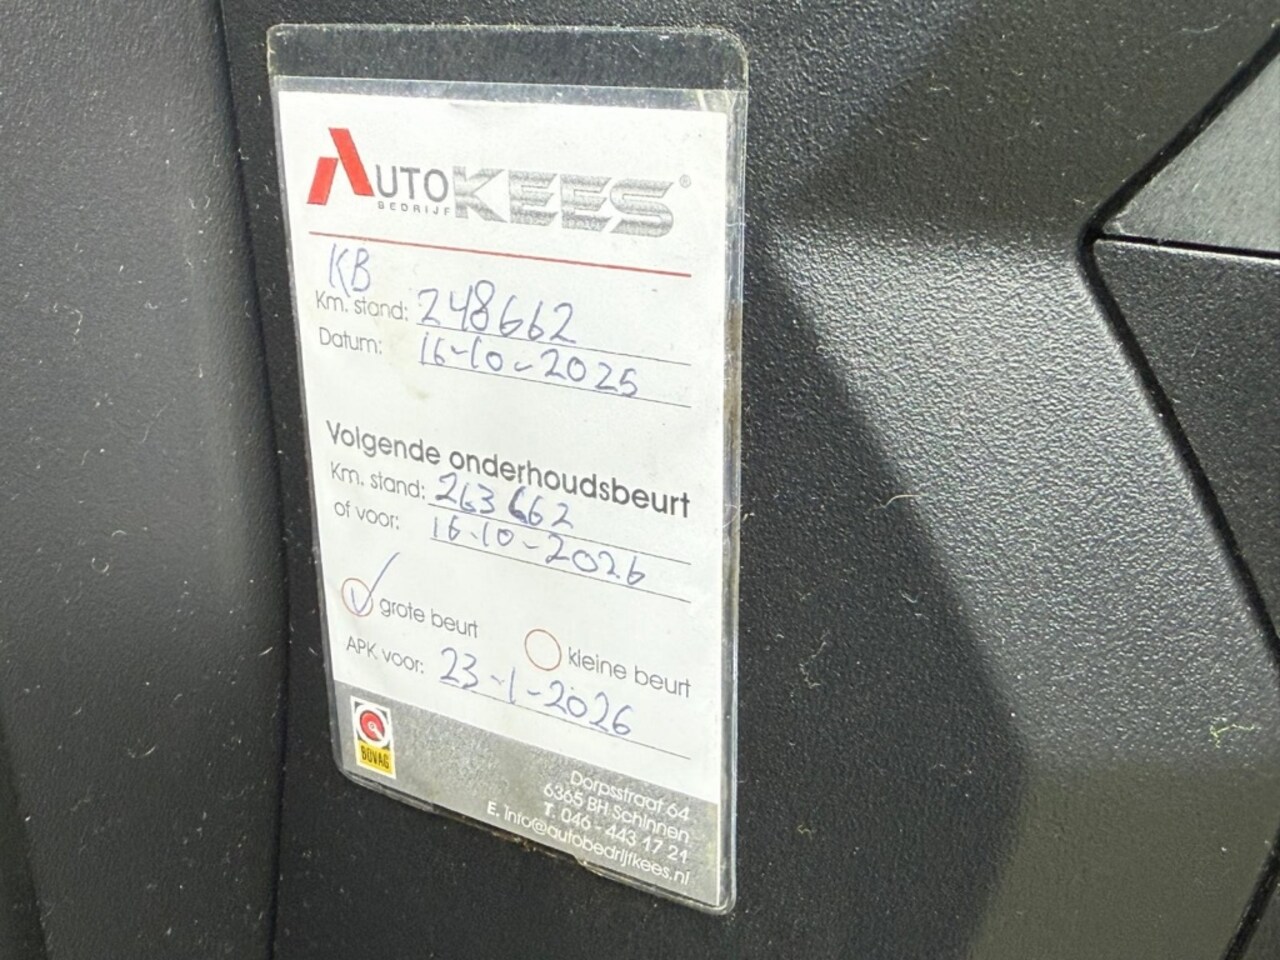 AUTO KEES®
BEDRIJF
KB
Km. stand: 248662
Datum: 16-10-2025
Volgende onderhoudsbeurt
Km. stand: 263662
of voor: 16-10-2026
grote beurt kleine beurt
APK voor: 23-1-2026
BOVAG
Dorpsstraat 64
6365 BH Schinnen
T. 046 - 443 17 21
E. info@autobedrijfkees.nl